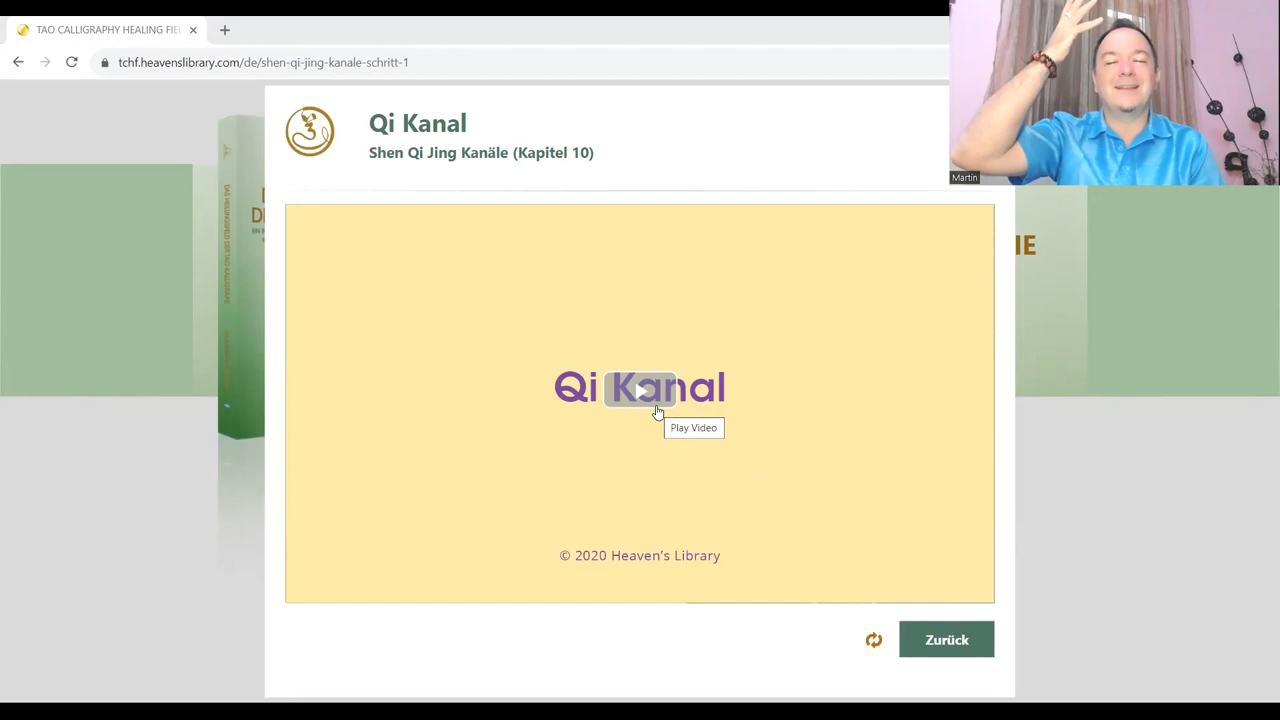 TAO CALLIGRAPHY HEALING FIE
tchf.heavenslibrary.com/de/shen-qi-jing-kanale-schritt-1
Martin
Qi Kanal
Shen Qi Jing Kanäle (Kapitel 10)
IE
Qi Kanal
Play Video
© 2020 Heaven's Library
Zurück